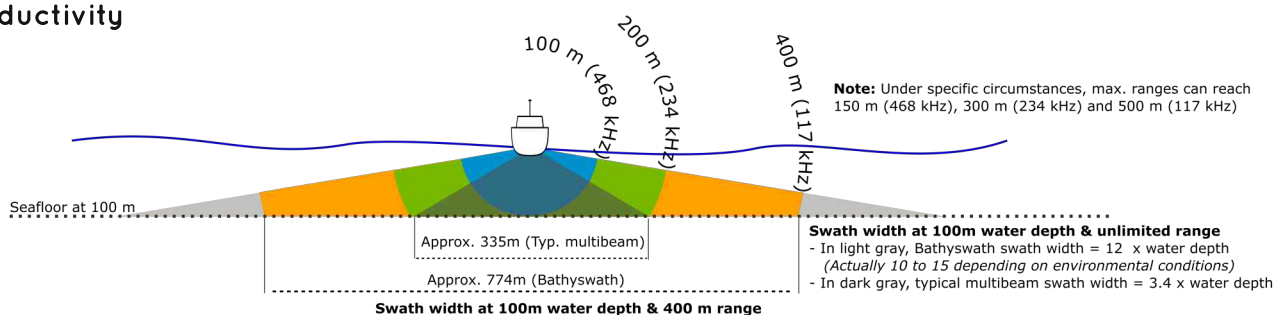 ductivity
100 m (468 kHz)
200 m (234 kHz)
400 m (117 kHz)
Note: Under specific circumstances, max. ranges can reach
150 m (468 kHz), 300 m (234 kHz) and 500 m (117 kHz)
Seafloor at 100 m
Approx. 335m (Typ. multibeam)
Approx. 774m (Bathyswath)
Swath width at 100m water depth & 400 m range
Swath width at 100m water depth & unlimited range
- In light gray, Bathyswath swath width = 12 x water depth
(Actually 10 to 15 depending on environmental conditions)
- In dark gray, typical multibeam swath width = 3.4 x water depth